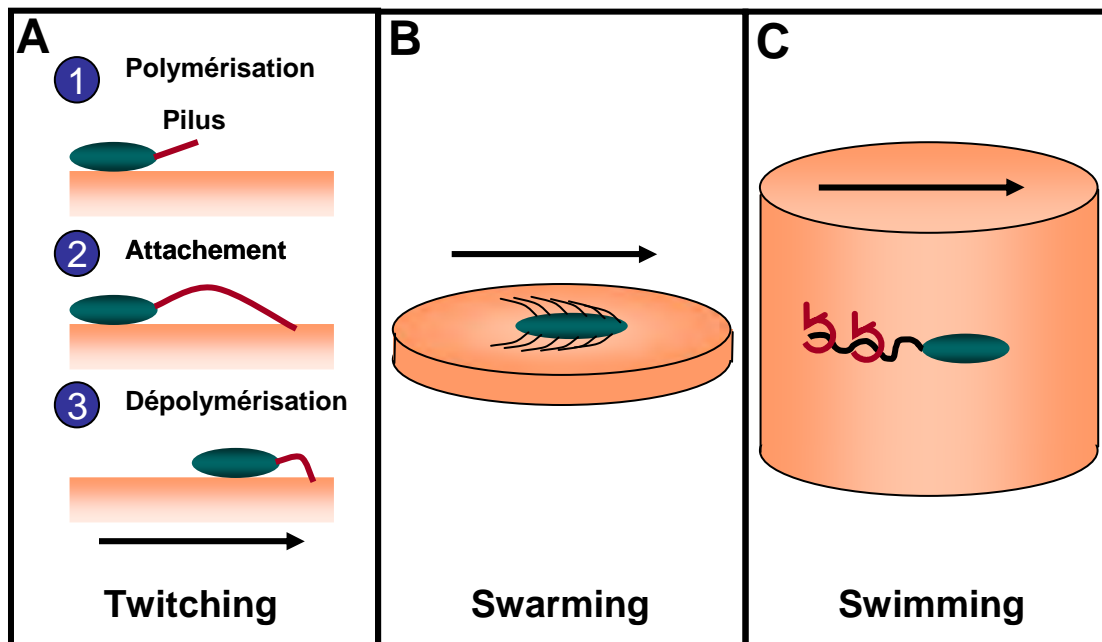 A
1 Polymérisation
Pilus
2 Attachement
3 Dépolymérisation
Twitching
B
Swarming
C
Swimming